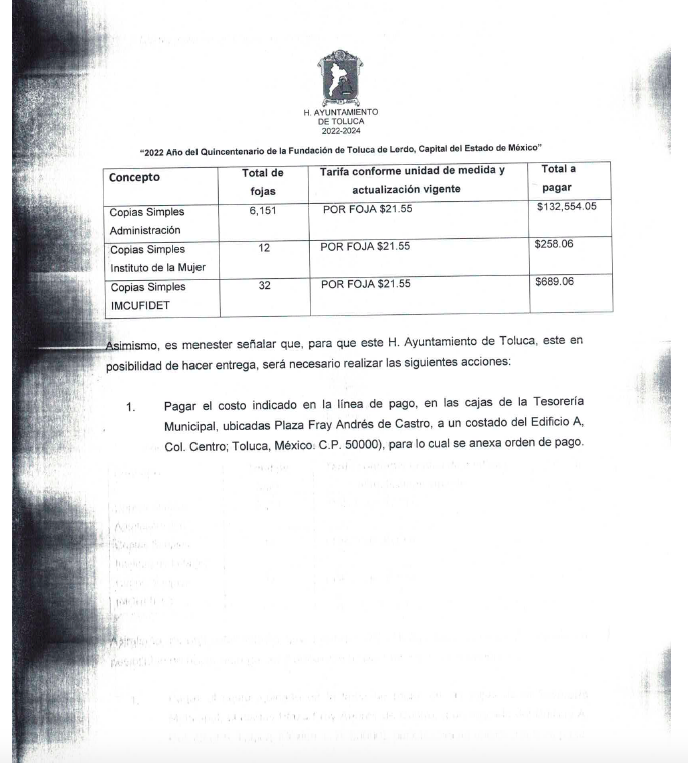 H. AYUNTAMIENTO
DE TOLUCA
2022-2024
"2022 Año del Quincentenario de la Fundación de Toluca de Lerdo, Capital del Estado de México"
Concepto Total de fojas Tarifa conforme unidad de medida y actualización vigente Total a pagar
Copias Simples Administración 6,151 POR FOJA $21.55 $132,554.05
Copias Simples Instituto de la Mujer 12 POR FOJA $21.55 $258.06
Copias Simples IMCUFIDET 32 POR FOJA $21.55 $689.06
Asimismo, es menester señalar que, para que este H. Ayuntamiento de Toluca, este en
posibilidad de hacer entrega, será necesario realizar las siguientes acciones:
1. Pagar el costo indicado en la línea de pago, en las cajas de la Tesorería
Municipal, ubicadas Plaza Fray Andrés de Castro, a un costado del Edificio A,
Col. Centro; Toluca, México. C.P. 50000), para lo cual se anexa orden de pago.